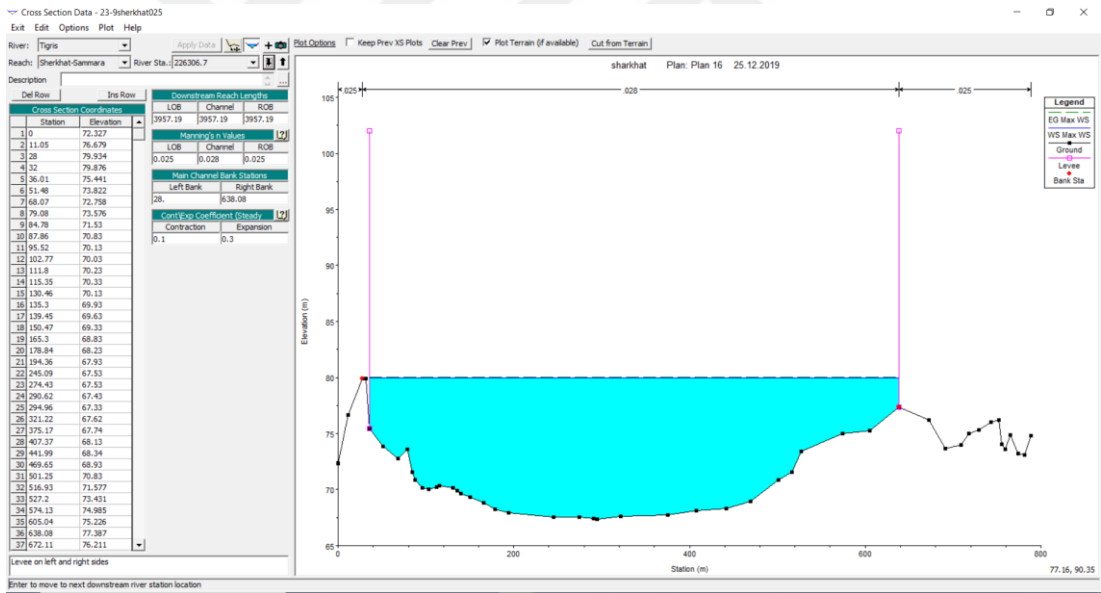 Cross Section Data - 23-9sherkhat025
Exit Edit Options Plot Help
River: Tigris Apply Data Plot Options Keep Prev XS Plots Clear Prev Plot Terrain (if available) Cut from Terrain
Reach: Sherkhat-Sammara River Sta.: 226306.7
Description ...
Del Row Ins Row
Cross Section Coordinates
Station Elevation
1 0 72.327
2 11.05 76.679
3 28 79.934
4 32 79.876
5 36.01 75.441
6 51.48 73.822
7 68.07 72.758
8 79.08 73.576
9 84.78 71.53
10 87.86 70.83
11 95.52 70.13
12 102.77 70.03
13 111.8 70.23
14 115.35 70.33
15 130.46 70.13
16 135.3 69.93
17 139.45 69.63
18 150.47 69.33
19 165.3 68.83
20 178.84 68.23
21 194.36 67.93
22 245.09 67.53
23 274.43 67.53
24 290.62 67.43
25 294.96 67.33
26 321.22 67.62
27 375.17 67.74
28 407.37 68.13
29 441.99 68.34
30 469.65 68.93
31 501.25 70.83
32 516.93 71.577
33 527.2 73.431
34 574.13 74.985
35 605.04 75.226
36 638.08 77.387
37 672.11 76.211
Downstream Reach Lengths
LOB Channel ROB
3957.19 3957.19 3957.19
Manning's n Values
LOB Channel ROB
0.025 0.028 0.025
Main Channel Bank Stations
Left Bank Right Bank
28. 638.08
Cont\Exp Coefficient (Steady
Contraction Expansion
0.1 0.3
sharkhat Plan: Plan 16 25.12.2019
.025 .028 .025
105
100
95
90
85
80
75
70
65
Elevation (m)
0 200 400 600 800
Station (m)
Legend
EG Max WS
WS Max WS
Ground
Levee
Bank Sta
77.16, 90.35
Levee on left and right sides
Enter to move to next downstream river station location